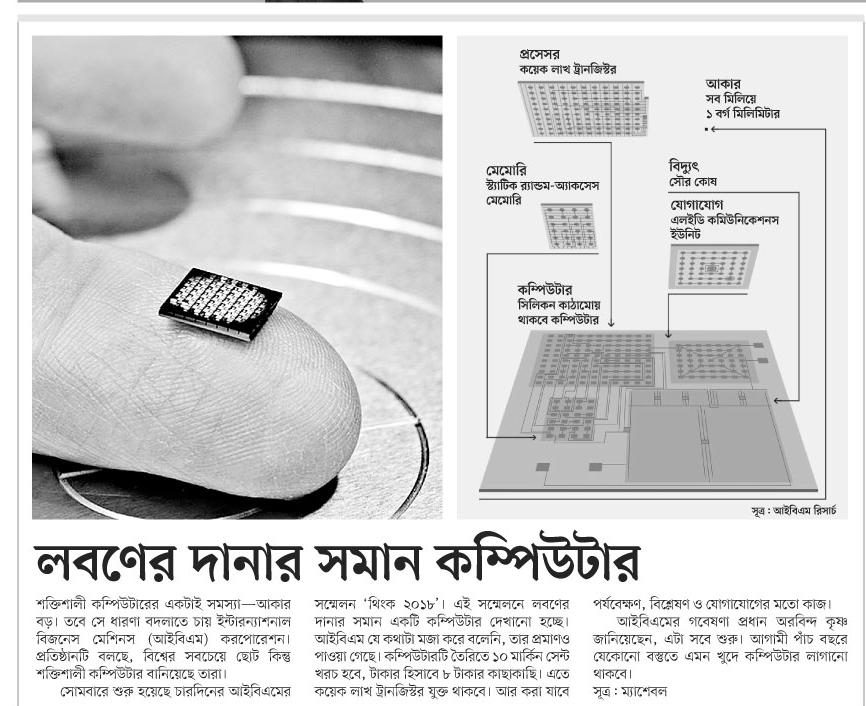 প্রসেসর
কয়েক লাখ ট্রানজিস্টর
আকার
সব মিলিয়ে
১ বর্গ মিলিমিটার
মেমোরি
স্ট্যাটিক র‍্যান্ডম-অ্যাকসেস
মেমোরি
বিদ্যুৎ
সৌর কোষ
যোগাযোগ
এলইডি কমিউনিকেশনস
ইউনিট
কম্পিউটার
সিলিকন কাঠামোয়
থাকবে কম্পিউটার
সূত্র : আইবিএম রিসার্চ
লবণের দানার সমান কম্পিউটার
শক্তিশালী কম্পিউটারের একটাই সমস্যা—আকার
বড়। তবে সে ধারণা বদলাতে চায় ইন্টারন্যাশনাল
বিজনেস মেশিনস (আইবিএম) করপোরেশন।
প্রতিষ্ঠানটি বলছে, বিশ্বের সবচেয়ে ছোট কিন্তু
শক্তিশালী কম্পিউটার বানিয়েছে তারা।
সোমবারে শুরু হয়েছে চারদিনের আইবিএমের
সম্মেলন ‘থিংক ২০১৮’। এই সম্মেলনে লবণের
দানার সমান একটি কম্পিউটার দেখানো হচ্ছে।
আইবিএম যে কথাটা মজা করে বলেনি, তার প্রমাণও
পাওয়া গেছে। কম্পিউটারটি তৈরিতে ১০ মার্কিন সেন্ট
খরচ হবে, টাকার হিসাবে ৮ টাকার কাছাকাছি। এতে
কয়েক লাখ ট্রানজিস্টর যুক্ত থাকবে। আর করা যাবে
পর্যবেক্ষণ, বিশ্লেষণ ও যোগাযোগের মতো কাজ।
আইবিএমের গবেষণা প্রধান অরবিন্দ কৃষ্ণ
জানিয়েছেন, এটা সবে শুরু। আগামী পাঁচ বছরে
যেকোনো বস্তুতে এমন খুদে কম্পিউটার লাগানো
থাকবে।
সূত্র : ম্যাশেবল